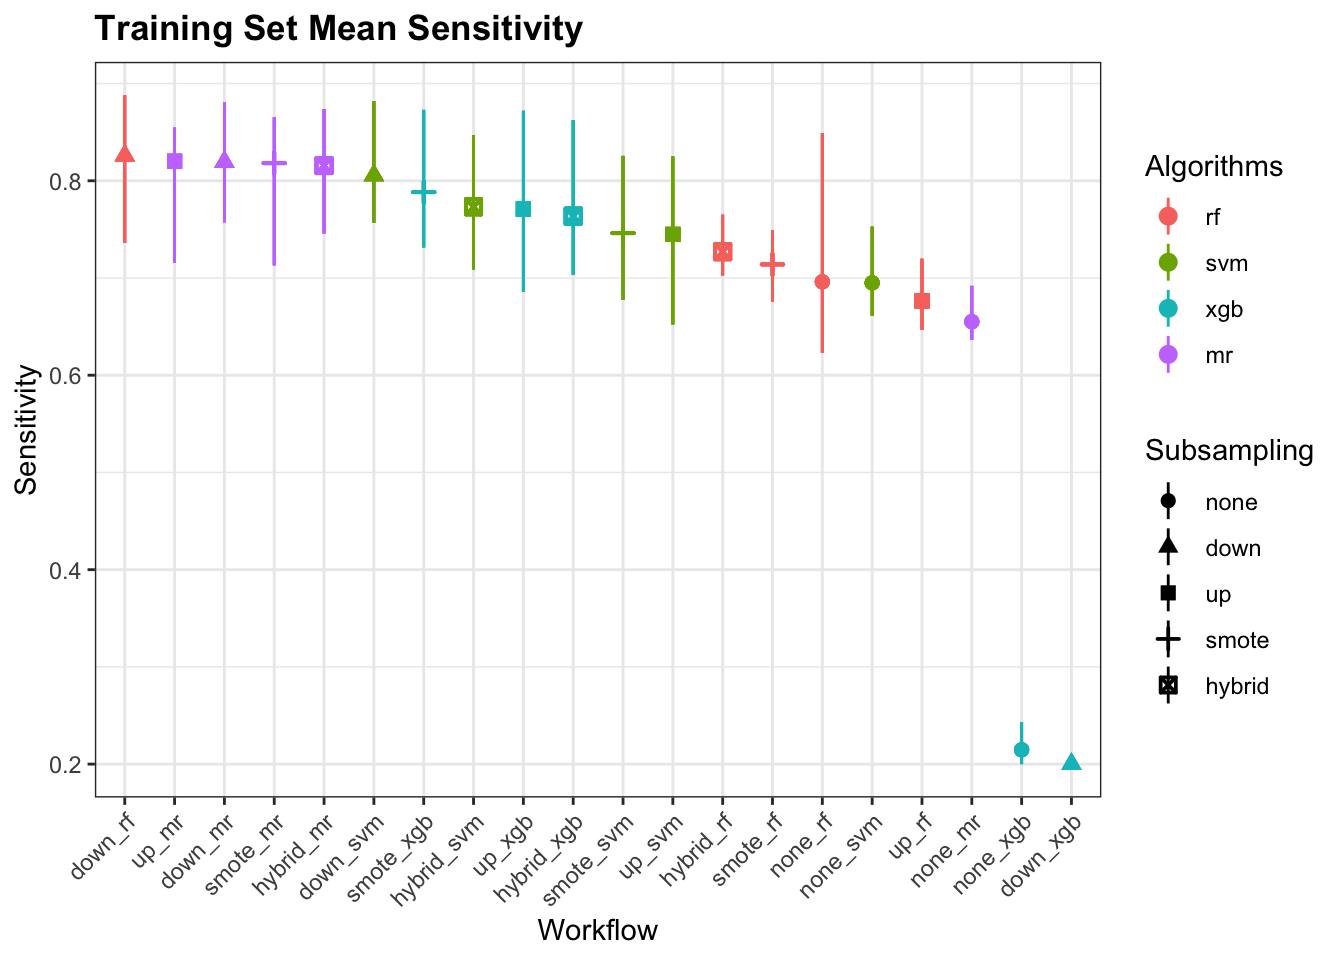 Training Set Mean Sensitivity
Sensitivity
0.8
0.6
0.4
0.2
down_rf
up_mr
down_mr
smote_mr
hybrid_mr
down_svm
smote_xgb
hybrid_svm
up_xgb
hybrid_xgb
smote_svm
up_svm
hybrid_rf
smote_rf
none_rf
none_svm
up_rf
none_mr
none_xgb
down_xgb
Workflow
Algorithms
rf
svm
xgb
mr
Subsampling
none
down
up
smote
hybrid